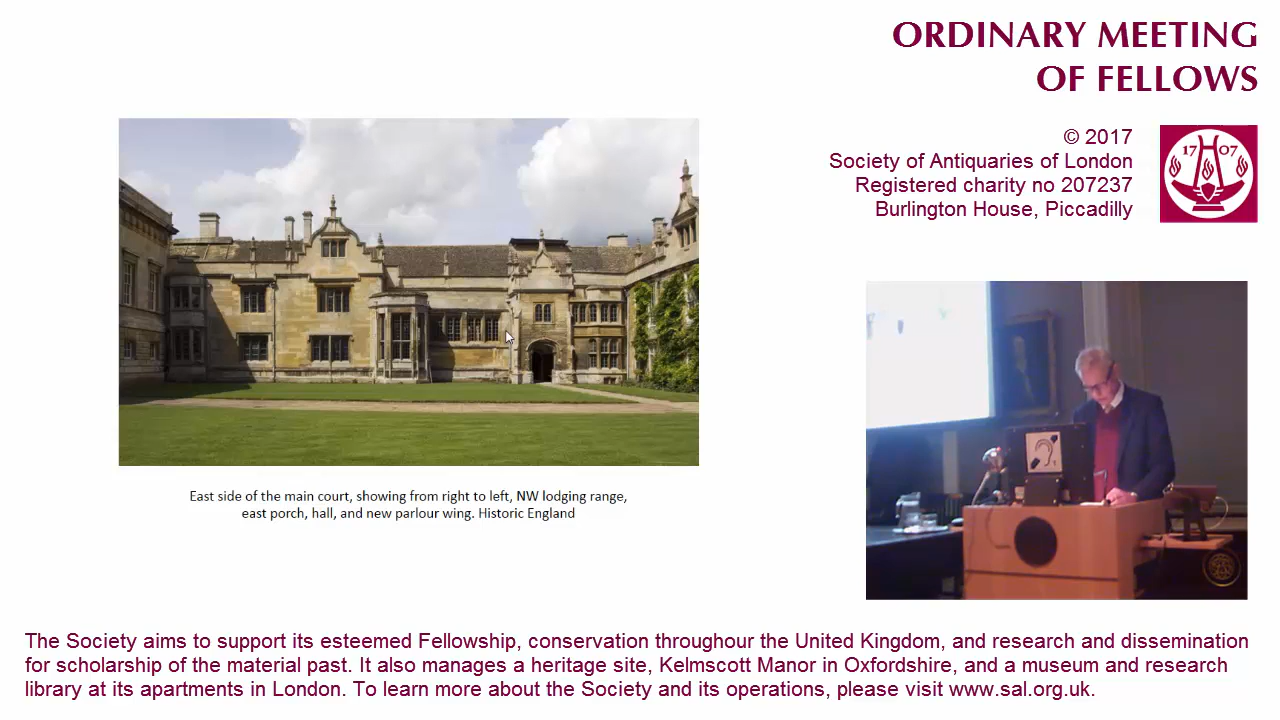 ORDINARY MEETING
OF FELLOWS
© 2017
Society of Antiquaries of London
Registered charity no 207237
Burlington House, Piccadilly
17 07
East side of the main court, showing from right to left, NW lodging range,
east porch, hall, and new parlour wing. Historic England
The Society aims to support its esteemed Fellowship, conservation throughour the United Kingdom, and research and dissemination
for scholarship of the material past. It also manages a heritage site, Kelmscott Manor in Oxfordshire, and a museum and research
library at its apartments in London. To learn more about the Society and its operations, please visit www.sal.org.uk.